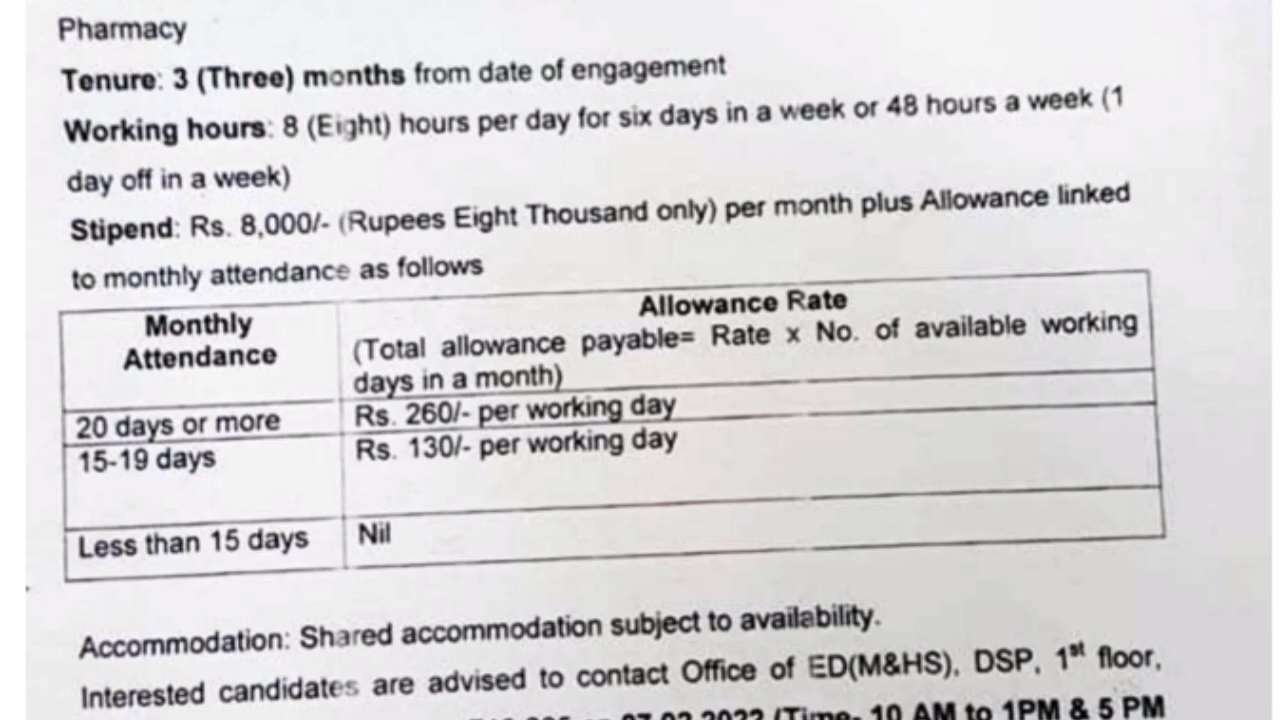 Pharmacy
Tenure: 3 (Three) months from date of engagement
Working hours: 8 (Eight) hours per day for six days in a week or 48 hours a week (1
day off in a week)
Stipend: Rs. 8,000/- (Rupees Eight Thousand only) per month plus Allowance linked
to monthly attendance as follows
Monthly Attendance
Allowance Rate
(Total allowance payable= Rate x No. of available working
days in a month)
20 days or more
Rs. 260/- per working day
15-19 days
Rs. 130/- per working day
Less than 15 days
Nil
Accommodation: Shared accommodation subject to availability.
Interested candidates are advised to contact Office of ED(M&HS), DSP, 1st floor,
(Time- 10 AM to 1PM & 5 PM